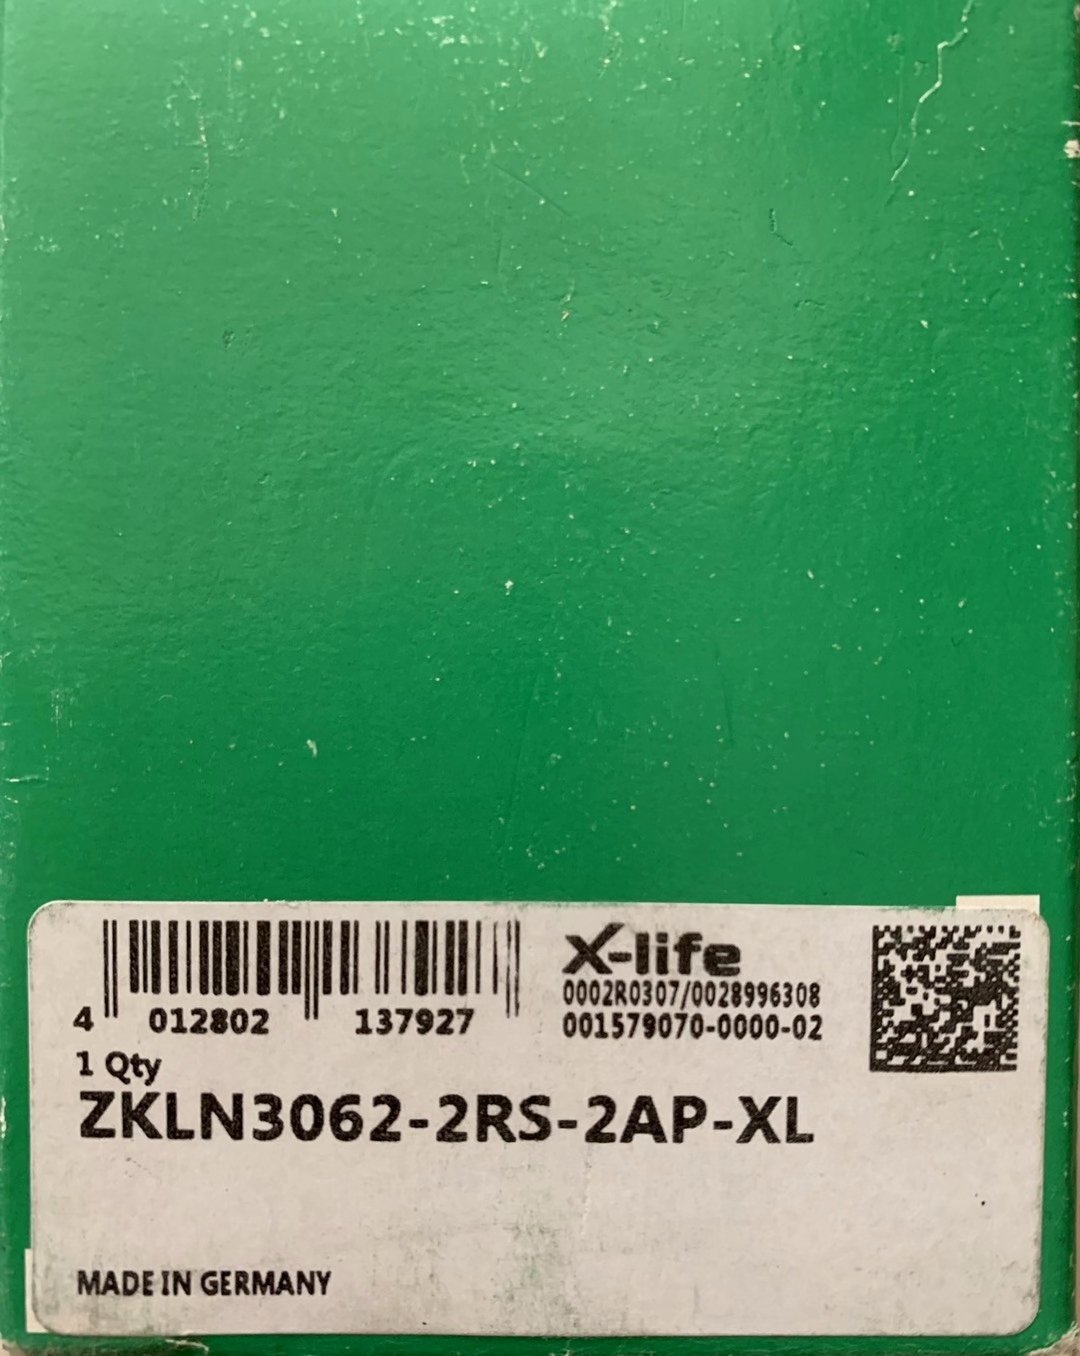 X-life
0002R0307/0028996308
001579070-0000-02
4 012802 137927
1 Qty
ZKLN3062-2RS-2AP-XL
MADE IN GERMANY